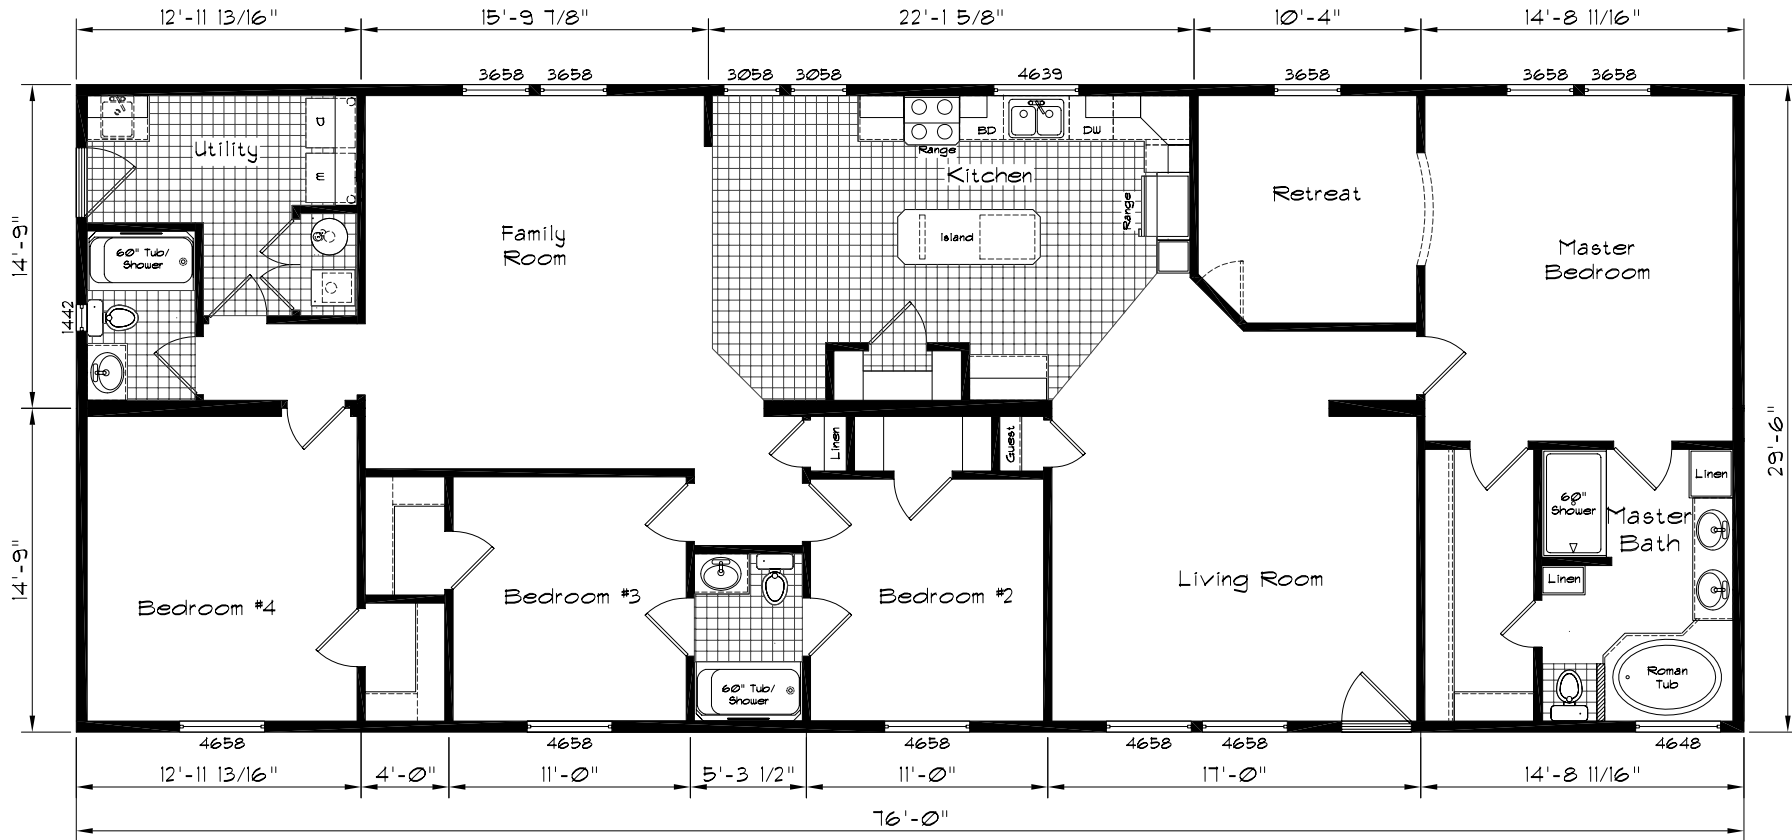 12'-11 13/16"
15'-9 7/8"
22'-1 5/8"
10'-4"
14'-8 11/16"
3658
3658
3058
3058
4639
3658
3658
3658
D
W
Utility
BD
DW
Range
Kitchen
Range
Retreat
Family
Room
Island
Master
Bedroom
60" Tub/
Shower
14'-9"
1442
29'-6"
Linen
Guest
Linen
60"
Shower
Master
Bath
Linen
14'-9"
Living Room
Bedroom #4
Bedroom #3
Bedroom #2
Roman
Tub
60" Tub/
Shower
4658
4658
4658
4658
4658
4648
12'-11 13/16"
4'-0"
11'-0"
5'-3 1/2"
11'-0"
17'-0"
14'-8 11/16"
76'-0"